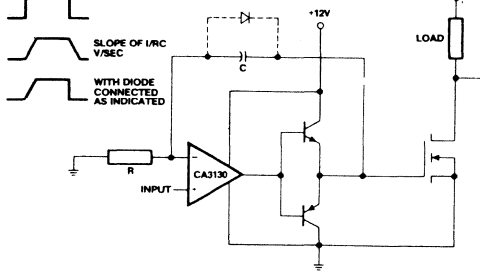 +12V
SLOPE OF I/RC
V/SEC
LOAD
C
WITH DIODE
CONNECTED
AS INDICATED
R
CA3130
INPUT